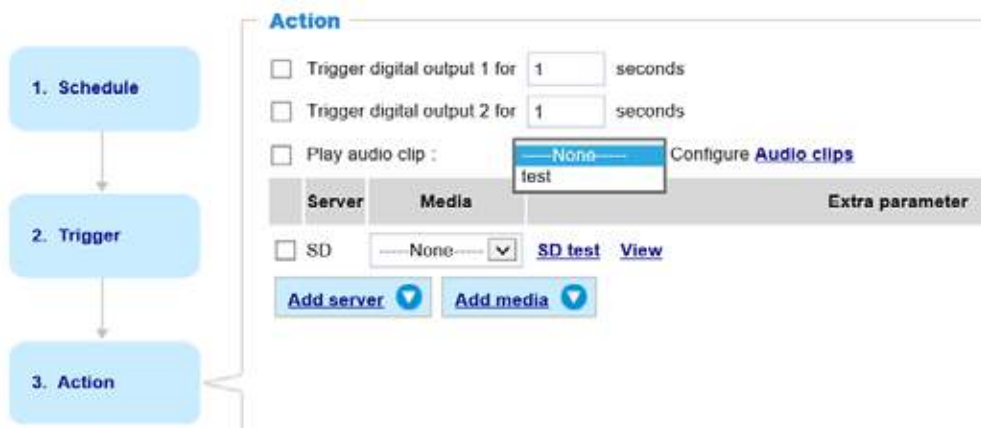 Action
1. Schedule
Trigger digital output 1 for 1 seconds
Trigger digital output 2 for 1 seconds
Play audio clip : -----None----- Configure Audio clips
test
Server Media Extra parameter
2. Trigger
SD -----None----- SD test View
Add server Add media
3. Action